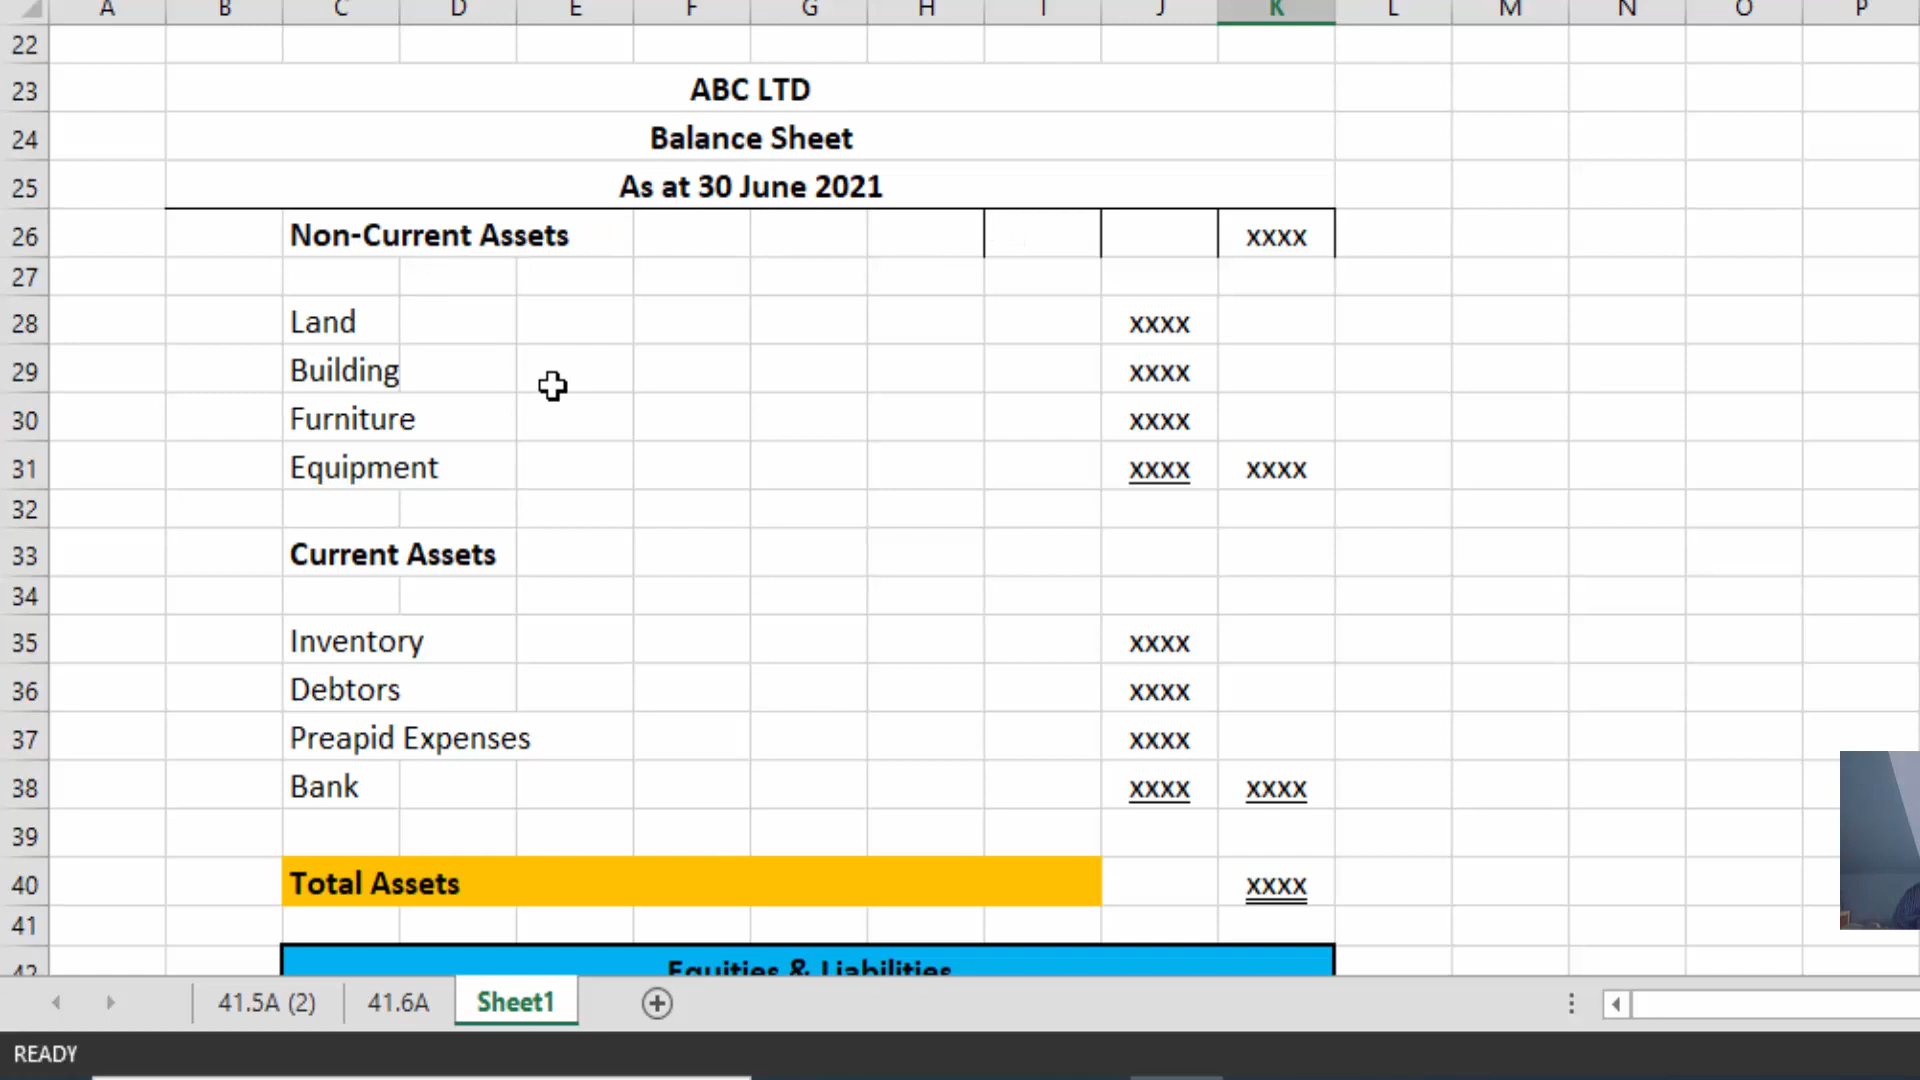 A B C D E F G H I J K L M N O P
22
23 ABC LTD
24 Balance Sheet
25 As at 30 June 2021
26 Non-Current Assets xxxx
27
28 Land xxxx
29 Building xxxx
30 Furniture xxxx
31 Equipment xxxx xxxx
32
33 Current Assets
34
35 Inventory xxxx
36 Debtors xxxx
37 Preapid Expenses xxxx
38 Bank xxxx xxxx
39
40 Total Assets xxxx
41
42 Equities & Liabilities
41.5A (2) 41.6A Sheet1
READY